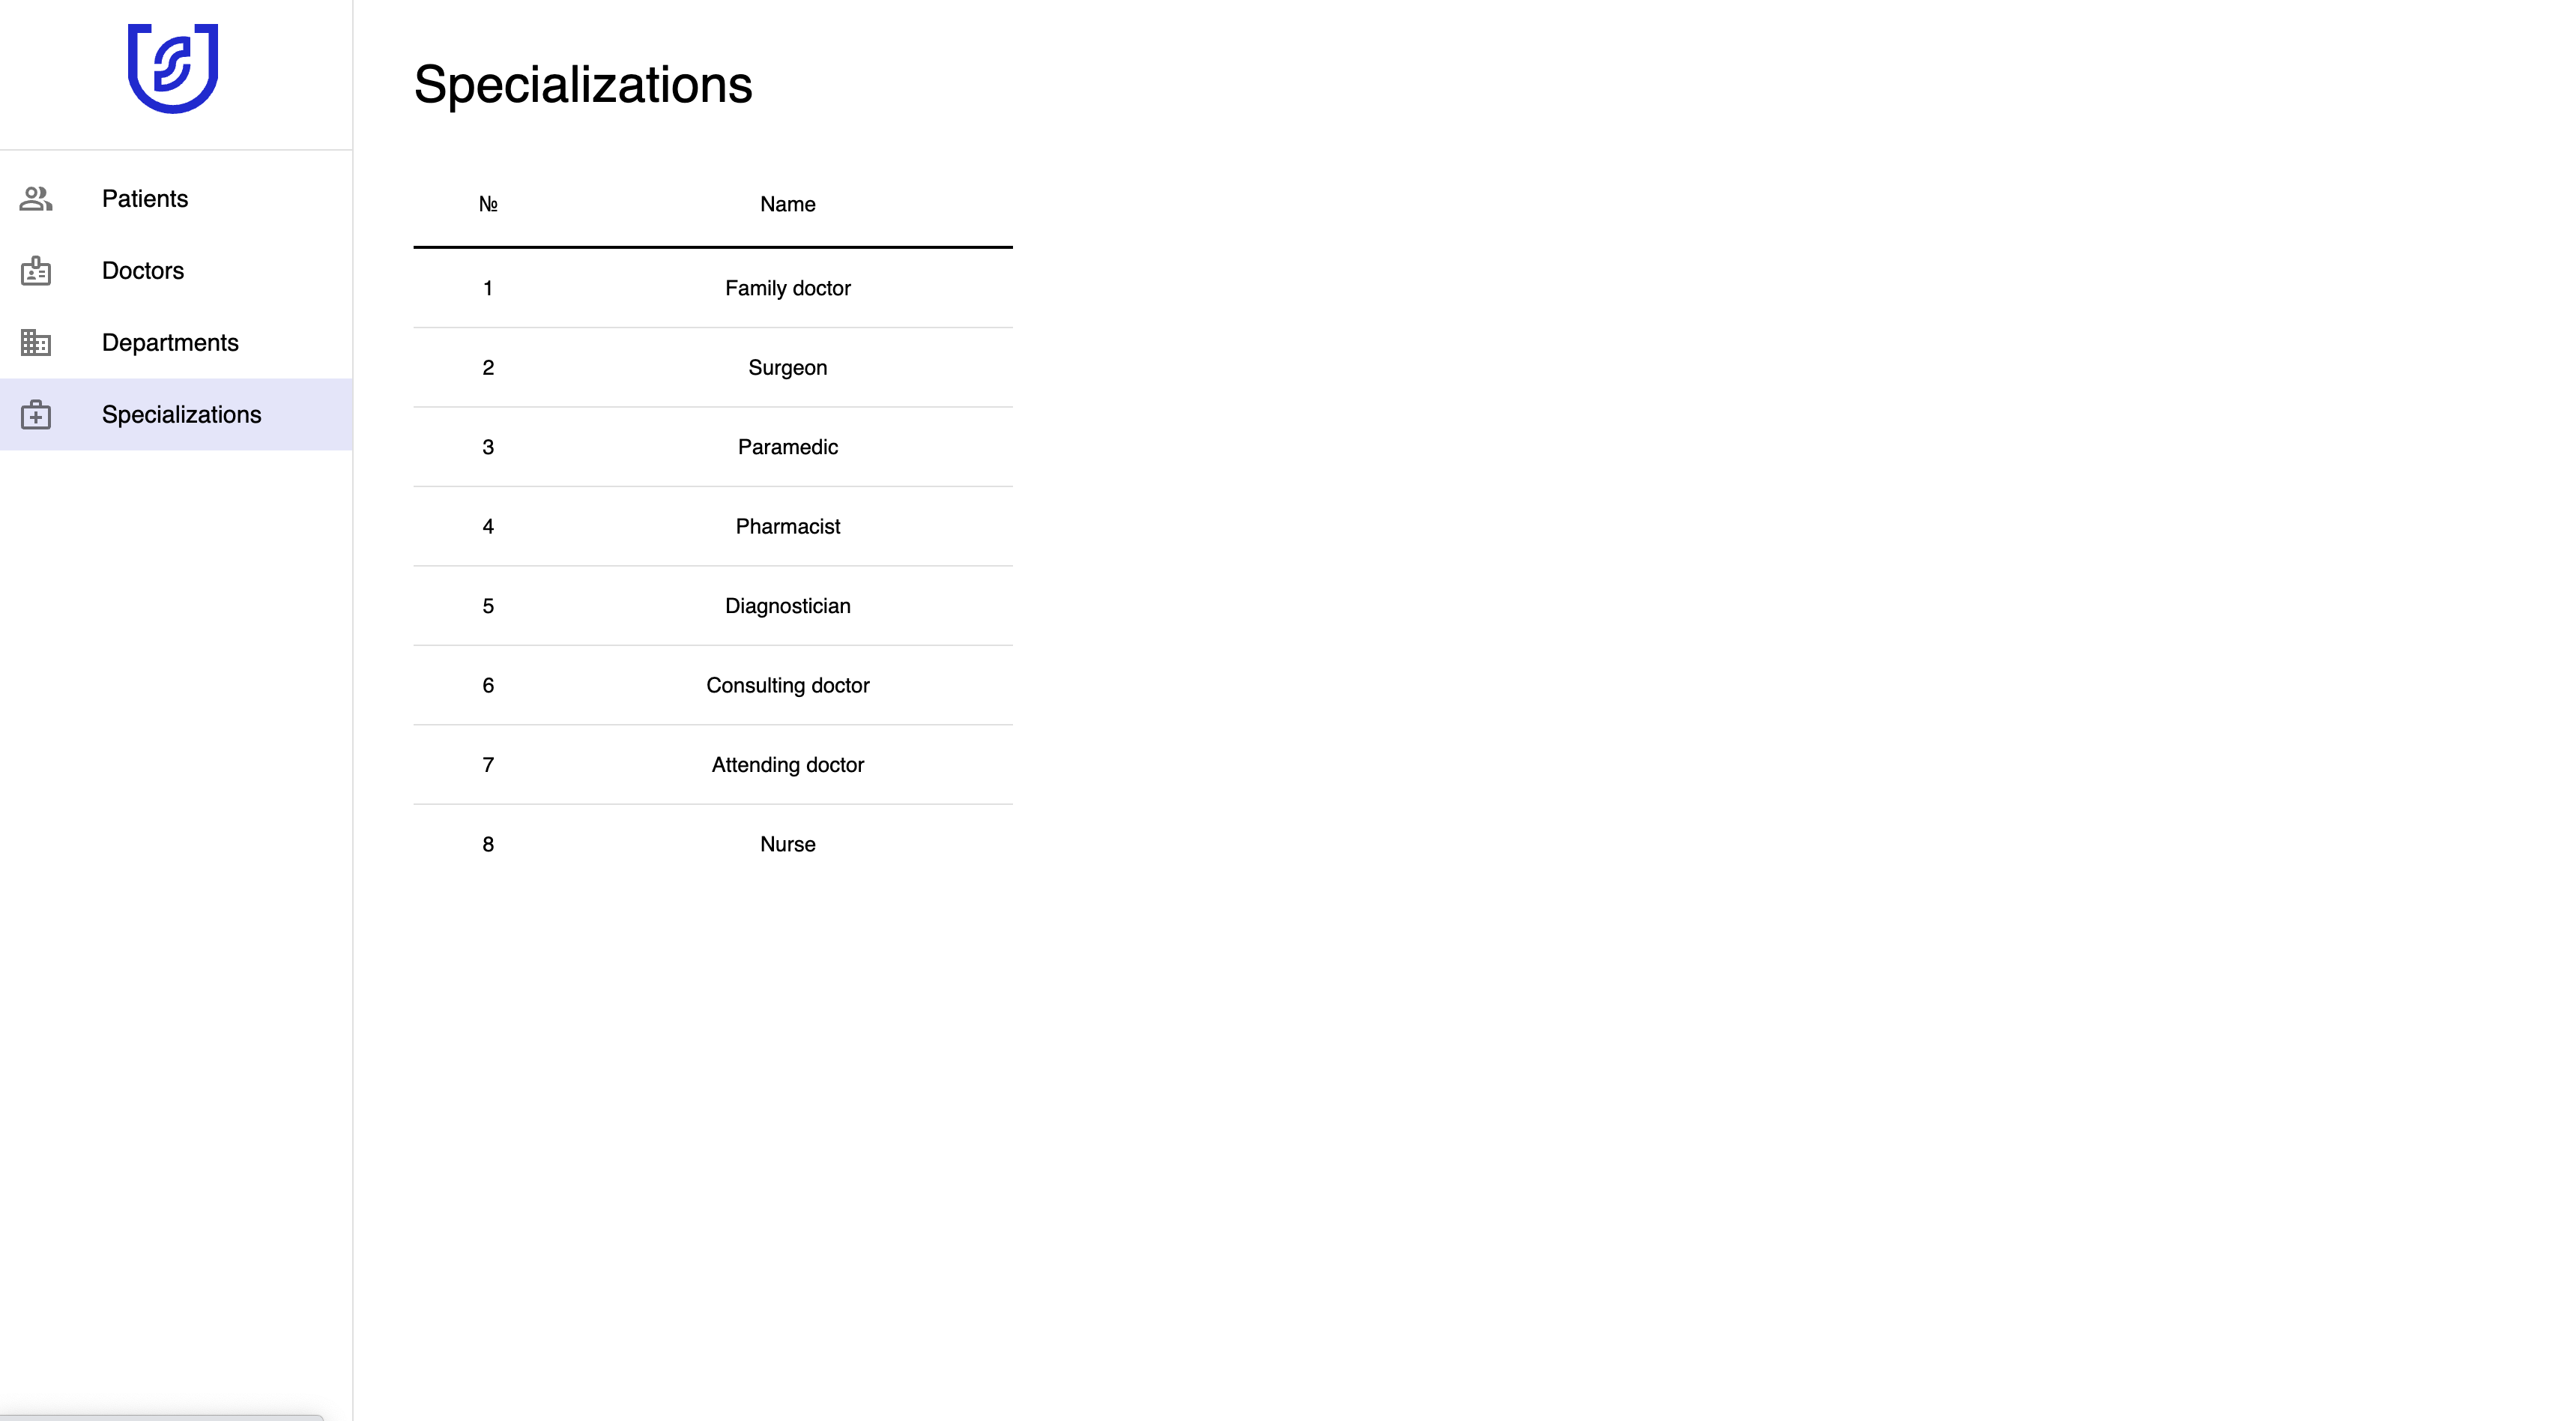 Patients
Doctors
Departments
Specializations
Specializations
№ Name
1 Family doctor
2 Surgeon
3 Paramedic
4 Pharmacist
5 Diagnostician
6 Consulting doctor
7 Attending doctor
8 Nurse